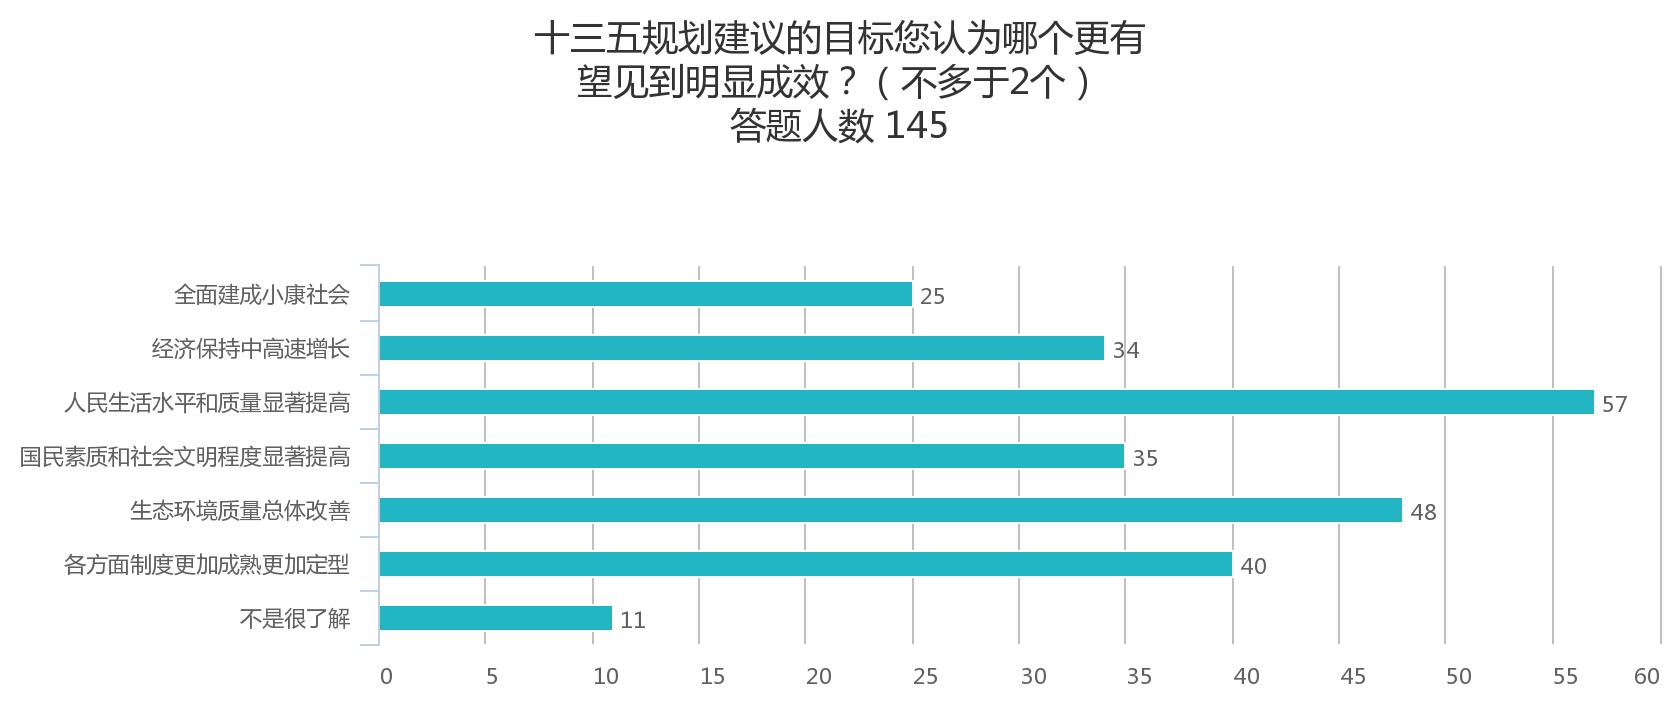 十三五规划建议的目标您认为哪个更有
望见到明显成效？（不多于2个）
答题人数 145
全面建成小康社会
25
经济保持中高速增长
34
人民生活水平和质量显著提高
57
国民素质和社会文明程度显著提高
35
生态环境质量总体改善
48
各方面制度更加成熟更加定型
40
不是很了解
11
0 5 10 15 20 25 30 35 40 45 50 55 60